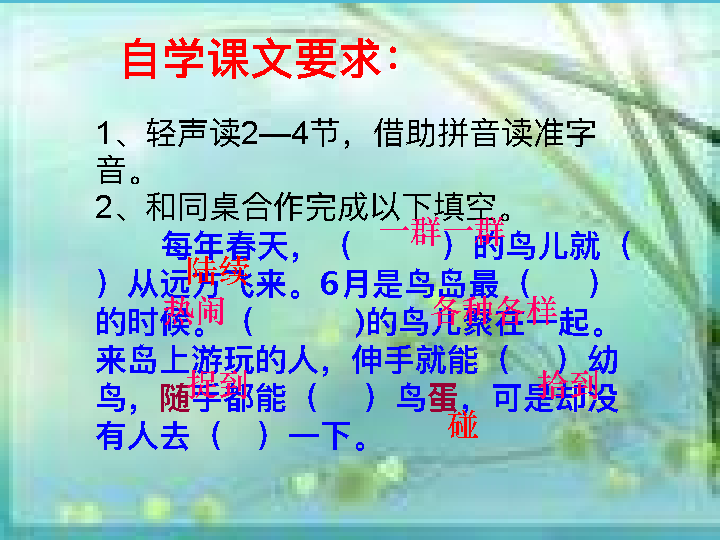 自学课文要求：
1、轻声读2—4节，借助拼音读准字
音。
2、和同桌合作完成以下填空。
一群一群
每年春天，（　　　）的鸟儿就（
陆续
）从远方飞来。6月是鸟岛最（　　）
热闹　各种各样
的时候。（　　　)的鸟儿聚在一起。
来岛上游玩的人，伸手就能（　）幼
捉到　拾到
鸟，随手都能（　）鸟蛋，可是却没
碰
有人去（　）一下。